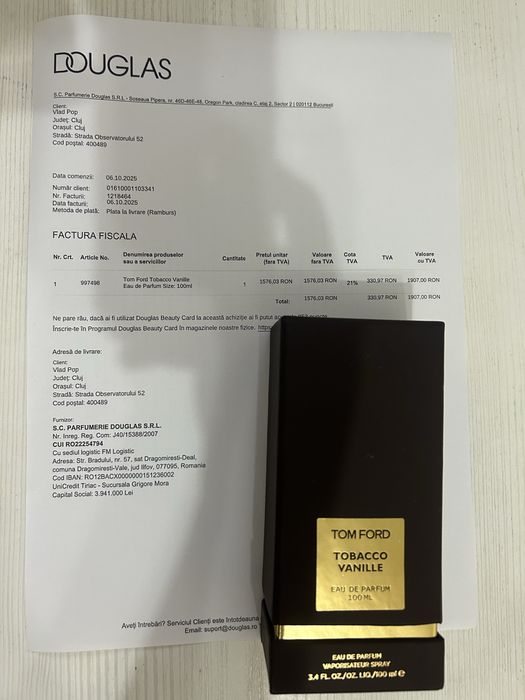 DOUGLAS
S.C. Parfumerie Douglas S.R.L - Soseaua Pipera, nr. 46D-46E-48, Oregon Park, cladirea C, etaj 2, Sector 2 | 020112 Bucuresti
Client:
Vlad Pop
Județ: Cluj
Orașul: Cluj
Stradă: Strada Observatorului 52
Cod poștal: 400489
Data comenzii: 06.10.2025
Număr client: 01610001103341
Nr. Facturii: 1218464
Data facturii: 06.10.2025
Metoda de plată: Plata la livrare (Ramburs)
FACTURA FISCALA
Nr. Crt. Article No. Denumirea produselor sau a serviciilor Cantitate Pretul unitar (fara TVA) Valoare fara TVA Cota TVA TVA Valoare cu TVA
1 997498 Tom Ford Tobacco Vanille Eau de Parfum Size: 100ml 1 1576,03 RON 1576,03 RON 21% 330,97 RON 1907,00 RON
Total: 1576,03 RON 330,97 RON 1907,00 RON
Ne pare rău, dacă ai fi utilizat Douglas Beauty Card la această achiziție ai fi putut
Înscrie-te în Programul Douglas Beauty Card în magazinele noastre fizice.
Adresă de livrare:
Client:
Vlad Pop
Județ: Cluj
Orașul: Cluj
Stradă: Strada Observatorului 52
Cod poștal: 400489
Furnizor:
S.C. PARFUMERIE DOUGLAS S.R.L.
Nr. Inreg. Reg. Com: J40/15388/2007
CUI RO22254794
Cu sediul logistic FM Logistic
Adresa: Str. Bradului, nr. 57, sat Dragomiresti-Deal,
comuna Dragomiresti-Vale, jud Ilfov, 077095, Romania
Cod IBAN: RO12BACX0000000151236002
UniCredit Tiriac - Sucursala Grigore Mora
Capital Social: 3.941.000 Lei
Aveți întrebări? Serviciul Clienți este întotdeauna
Email: suport@douglas.ro
TOM FORD
TOBACCO
VANILLE
EAU DE PARFUM
100 ML
EAU DE PARFUM
VAPORISATEUR SPRAY
3.4 FL.OZ./OZ. LIQ./100 ml ℮